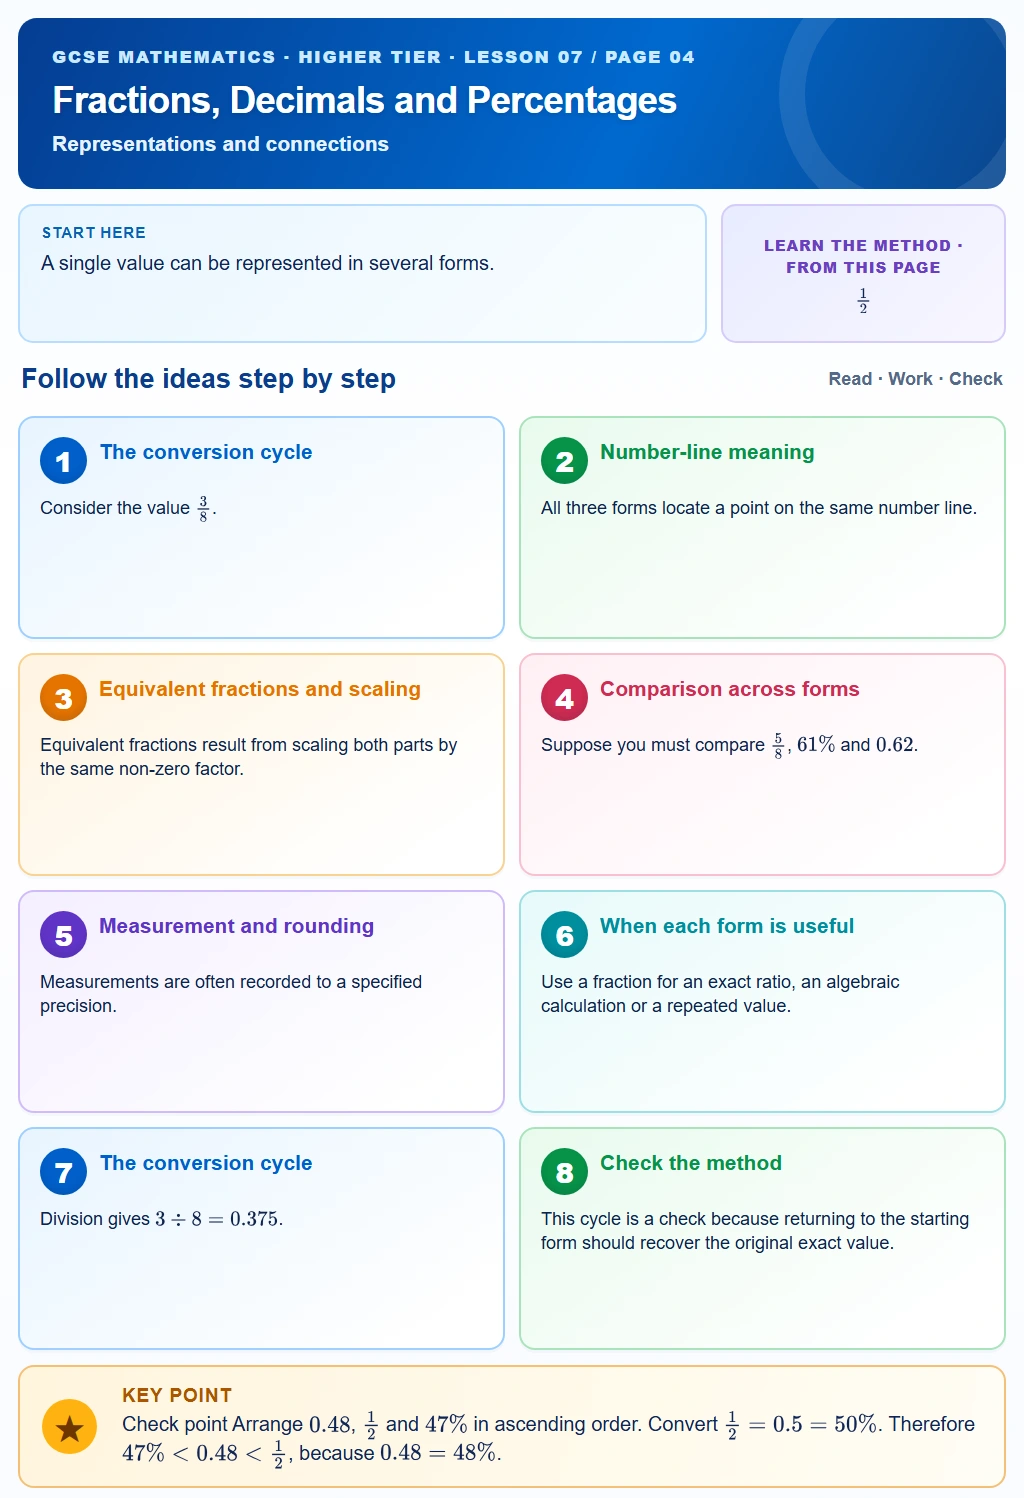 GCSE MATHEMATICS · HIGHER TIER · LESSON 07 / PAGE 04
Fractions, Decimals and Percentages
Representations and connections
START HERE
A single value can be represented in several forms.
LEARN THE METHOD ·
FROM THIS PAGE
1/2
Follow the ideas step by step
Read · Work · Check
1 The conversion cycle
Consider the value 3/8.
2 Number-line meaning
All three forms locate a point on the same number line.
3 Equivalent fractions and scaling
Equivalent fractions result from scaling both parts by
the same non-zero factor.
4 Comparison across forms
Suppose you must compare 5/8, 61% and 0.62.
5 Measurement and rounding
Measurements are often recorded to a specified
precision.
6 When each form is useful
Use a fraction for an exact ratio, an algebraic
calculation or a repeated value.
7 The conversion cycle
Division gives 3 ÷ 8 = 0.375.
8 Check the method
This cycle is a check because returning to the starting
form should recover the original exact value.
KEY POINT
Check point Arrange 0.48, 1/2 and 47% in ascending order. Convert 1/2 = 0.5 = 50%. Therefore
47% < 0.48 < 1/2, because 0.48 = 48%.